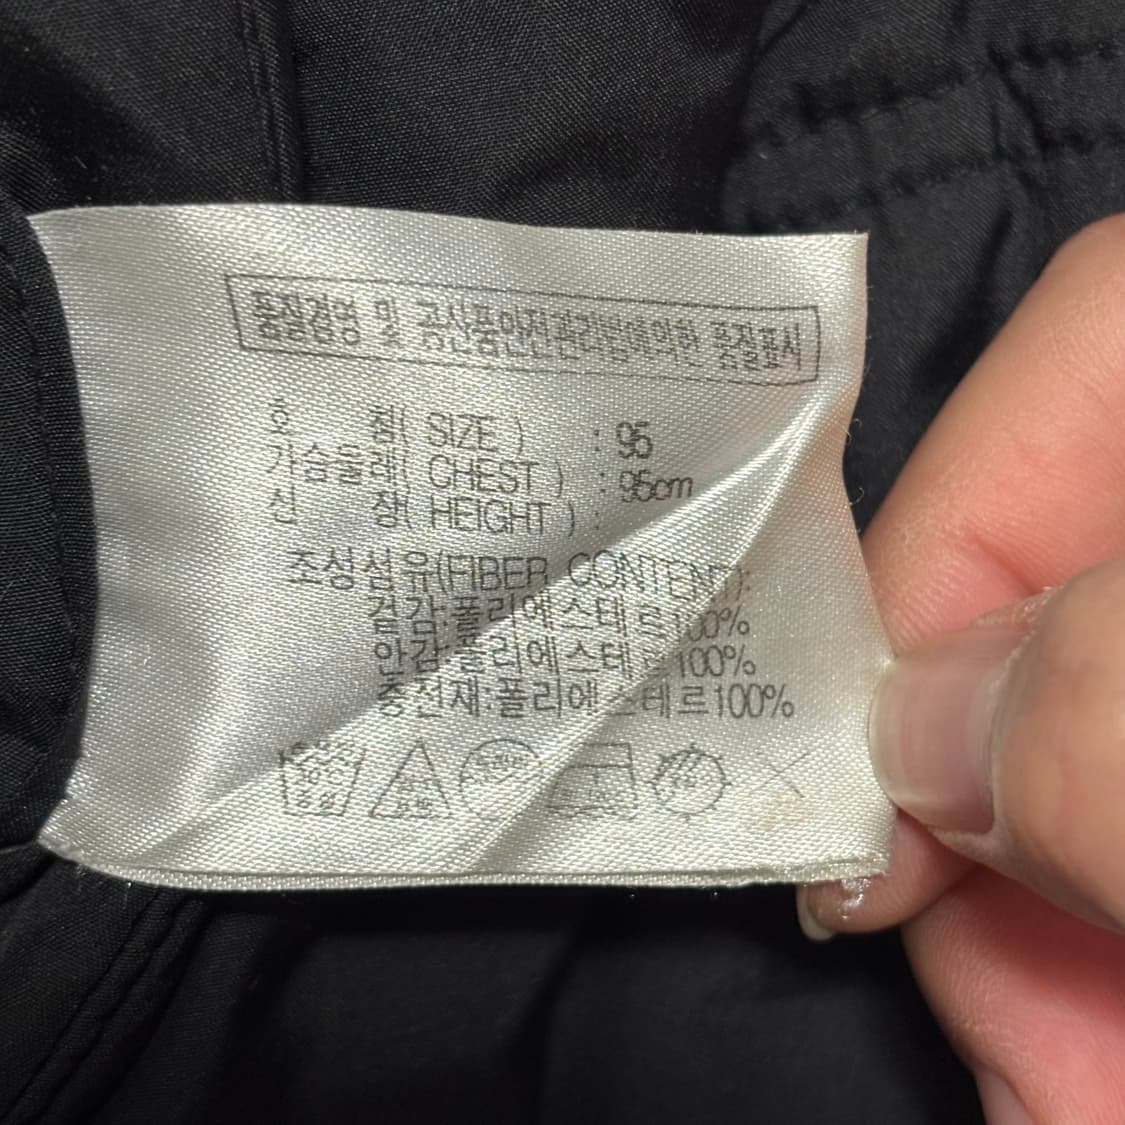 품질경영 및 공산품안전관리법에의한 품질표시
호 칭( SIZE ) : 95
가슴둘레( CHEST ) : 95cm
신 장( HEIGHT ) :
조성섬유(FIBER CONTENT):
겉감:폴리에스테르100%
안감:폴리에스테르100%
충전재:폴리에스테르100%